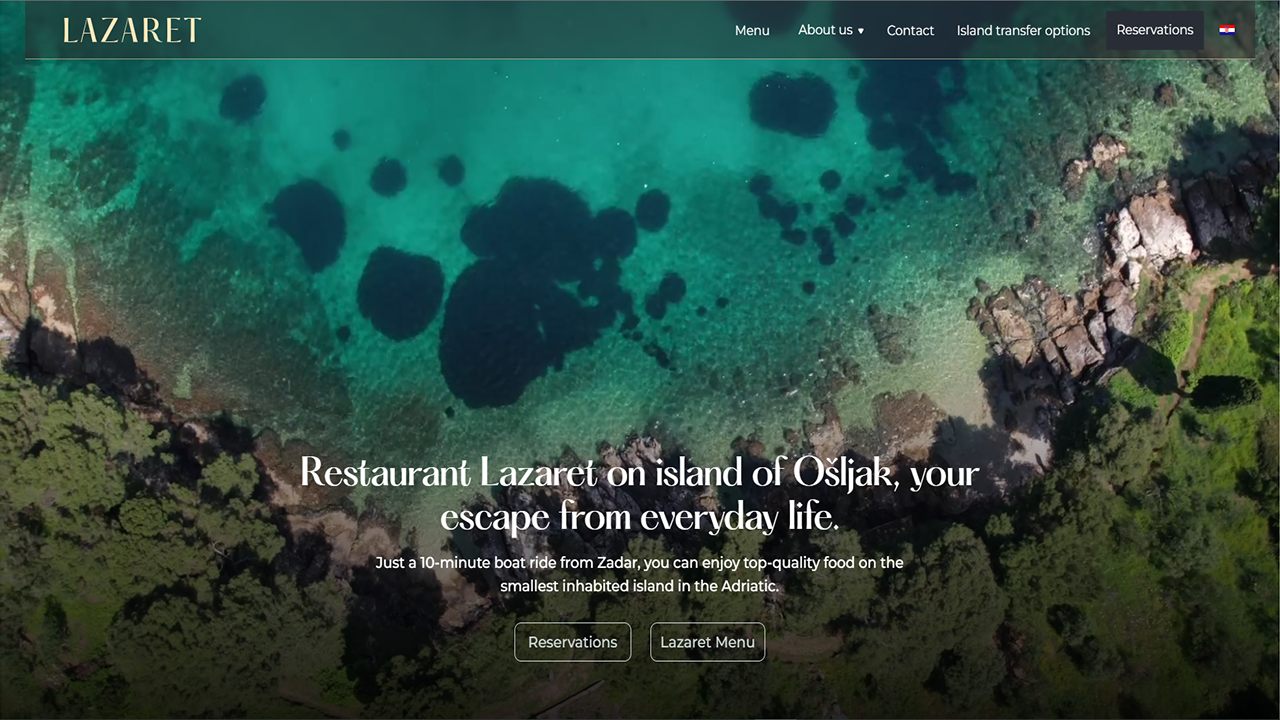 LAZARET
Menu
About us
Contact
Island transfer options
Reservations
Restaurant Lazaret on island of Ošljak, your
escape from everyday life.
Just a 10-minute boat ride from Zadar, you can enjoy top-quality food on the
smallest inhabited island in the Adriatic.
Reservations
Lazaret Menu